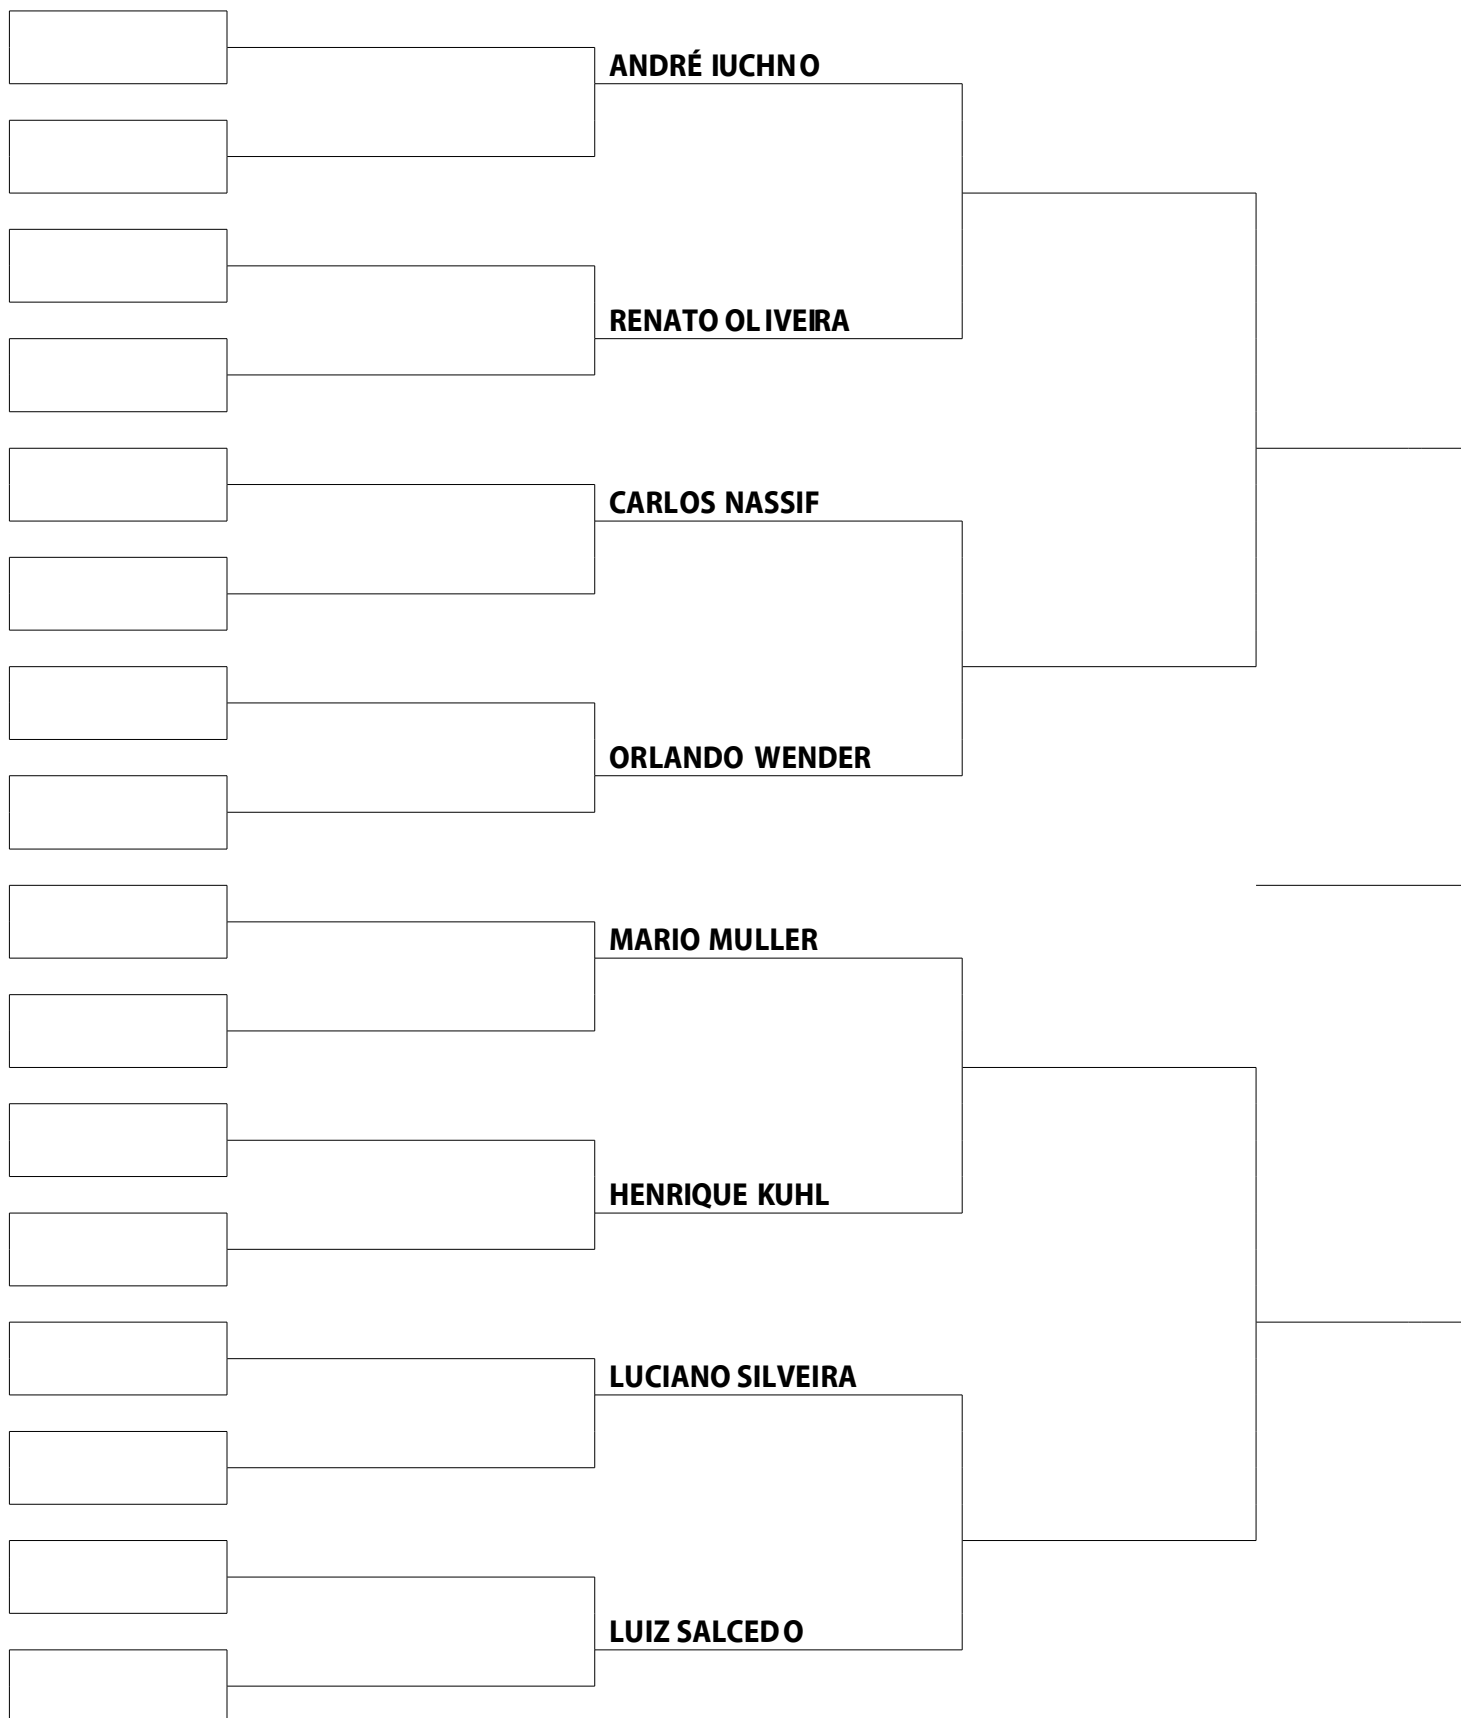 ANDRÉ IUCHNO
RENATO OLIVEIRA
CARLOS NASSIF
ORLANDO WENDER
MARIO MULLER
HENRIQUE KUHL
LUCIANO SILVEIRA
LUIZ SALCEDO